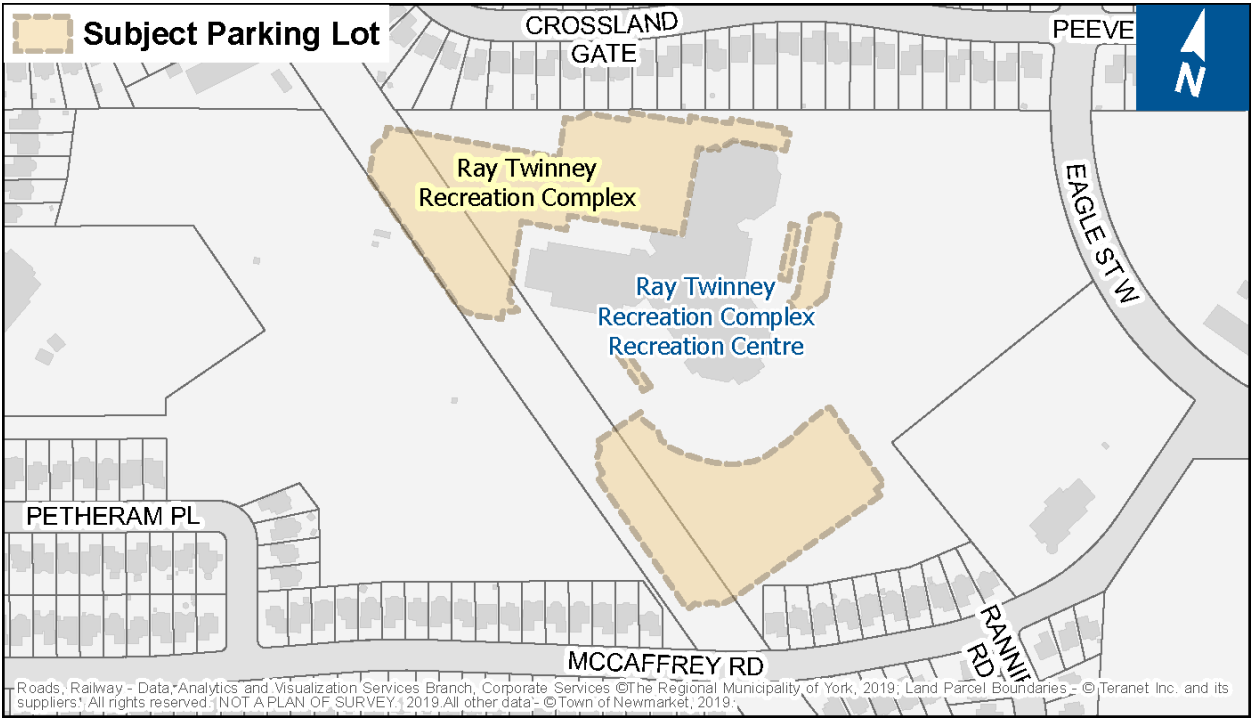 Subject Parking Lot
CROSSLAND
GATE
PEEVE
N
Ray Twinney
Recreation Complex
EAGLE ST W
Ray Twinney
Recreation Complex
Recreation Centre
PETHERAM PL
MCCAFFREY RD
RANNIE
RD
Roads, Railway - Data, Analytics and Visualization Services Branch, Corporate Services ©The Regional Municipality of York, 2019; Land Parcel Boundaries - © Teranet Inc. and its
suppliers. All rights reserved. NOT A PLAN OF SURVEY. 2019 All other data - © Town of Newmarket, 2019;